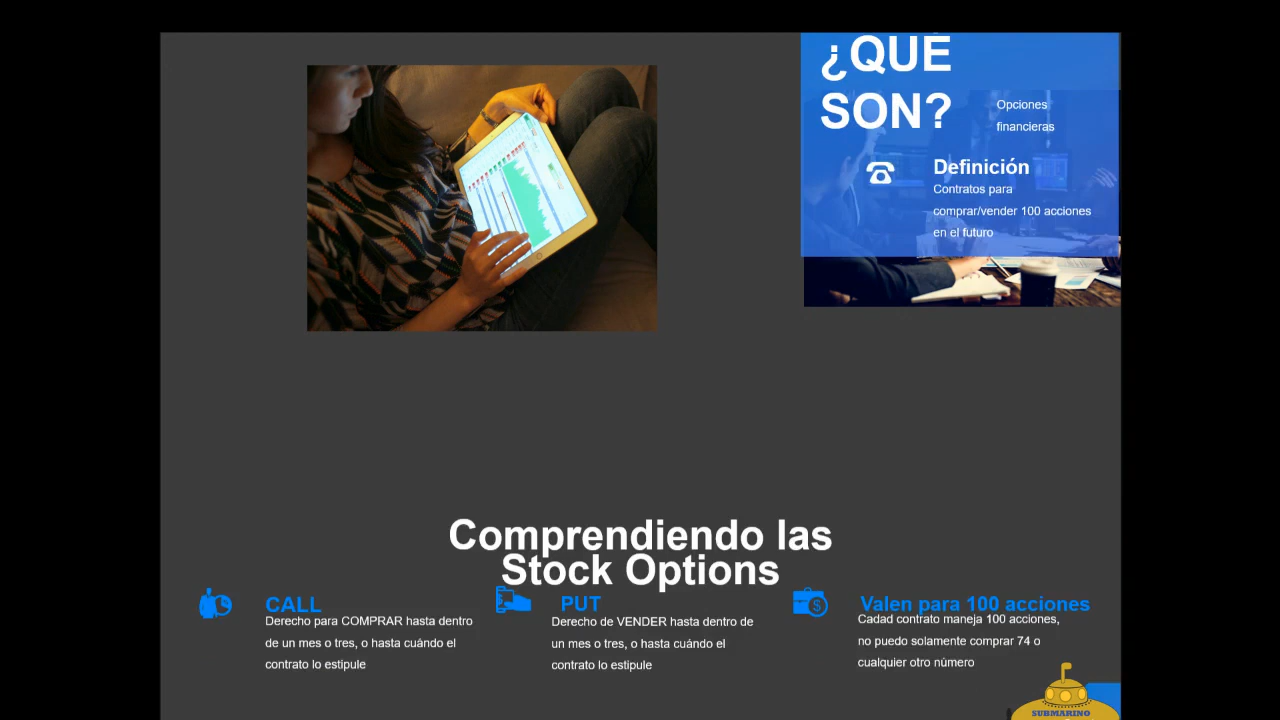 ¿QUÉ
SON?
Opciones
financieras
Definición
Contratos para
comprar/vender 100 acciones
en el futuro
Comprendiendo las
Stock Options
CALL
Derecho para COMPRAR hasta dentro
de un mes o tres, o hasta cuándo el
contrato lo estipule
PUT
Derecho de VENDER hasta dentro de
un mes o tres, o hasta cuándo el
contrato lo estipule
Valen para 100 acciones
Cadad contrato maneja 100 acciones,
no puedo solamente comprar 74 o
cualquier otro número
SUBMARINO